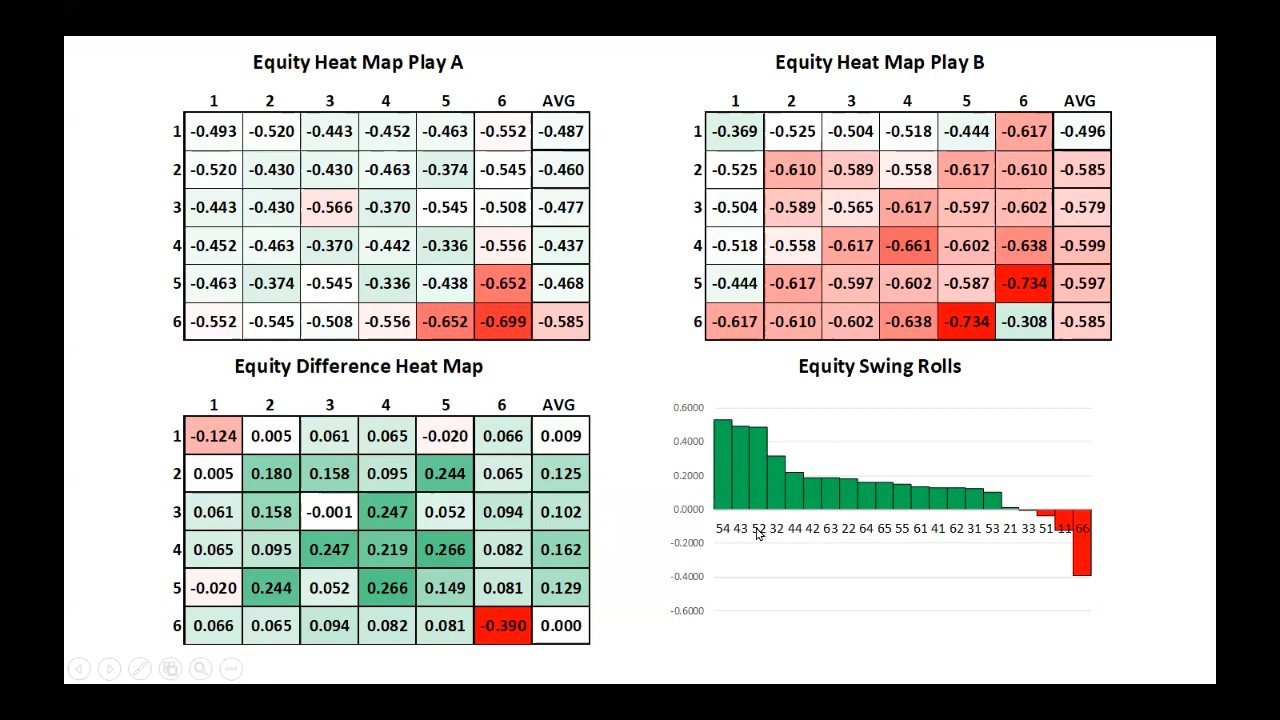 Equity Heat Map Play A
1 2 3 4 5 6 AVG
1 -0.493 -0.520 -0.443 -0.452 -0.463 -0.552 -0.487
2 -0.520 -0.430 -0.430 -0.463 -0.374 -0.545 -0.460
3 -0.443 -0.430 -0.566 -0.370 -0.545 -0.508 -0.477
4 -0.452 -0.463 -0.370 -0.442 -0.336 -0.556 -0.437
5 -0.463 -0.374 -0.545 -0.336 -0.438 -0.652 -0.468
6 -0.552 -0.545 -0.508 -0.556 -0.652 -0.699 -0.585
Equity Heat Map Play B
1 2 3 4 5 6 AVG
1 -0.369 -0.525 -0.504 -0.518 -0.444 -0.617 -0.496
2 -0.525 -0.610 -0.589 -0.558 -0.617 -0.610 -0.585
3 -0.504 -0.589 -0.565 -0.617 -0.597 -0.602 -0.579
4 -0.518 -0.558 -0.617 -0.661 -0.602 -0.638 -0.599
5 -0.444 -0.617 -0.597 -0.602 -0.587 -0.734 -0.597
6 -0.617 -0.610 -0.602 -0.638 -0.734 -0.308 -0.585
Equity Difference Heat Map
1 2 3 4 5 6 AVG
1 -0.124 0.005 0.061 0.065 -0.020 0.066 0.009
2 0.005 0.180 0.158 0.095 0.244 0.065 0.125
3 0.061 0.158 -0.001 0.247 0.052 0.094 0.102
4 0.065 0.095 0.247 0.219 0.266 0.082 0.162
5 -0.020 0.244 0.052 0.266 0.149 0.081 0.129
6 0.066 0.065 0.094 0.082 0.081 -0.390 0.000
Equity Swing Rolls
0.6000
0.4000
0.2000
0.0000
54 43 52 32 44 42 63 22 64 65 55 61 41 62 31 53 21 33 51 11 66
-0.2000
-0.4000
-0.6000